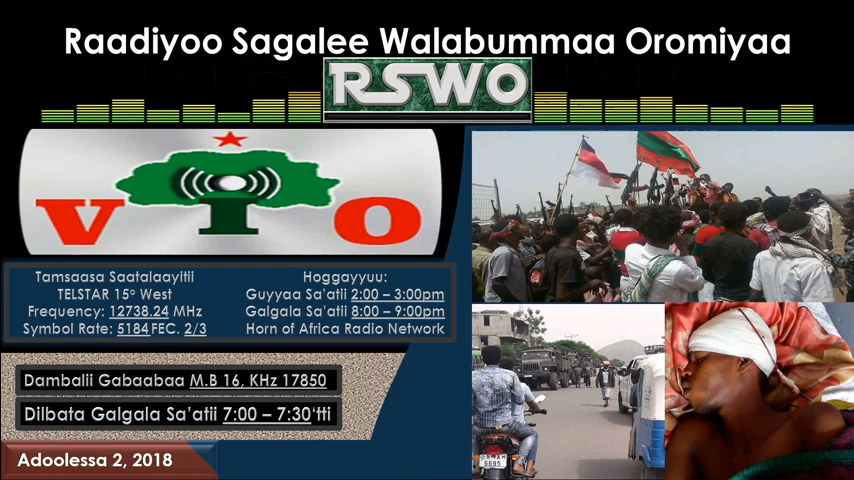 Raadiyoo Sagalee Walabummaa Oromiyaa
RSWO
V I O
Tamsaasa Saatalaayitii
TELSTAR 15° West
Frequency: 12738.24 MHz
Symbol Rate: 5184 FEC. 2/3
Hoggayyuu:
Guyyaa Sa'atii 2:00 – 3:00pm
Galgala Sa'atii 8:00 – 9:00pm
Horn of Africa Radio Network
Dambalii Gabaabaa M.B 16, KHz 17850
Dilbata Galgala Sa'atii 7:00 – 7:30'tti
Adoolessa 2, 2018